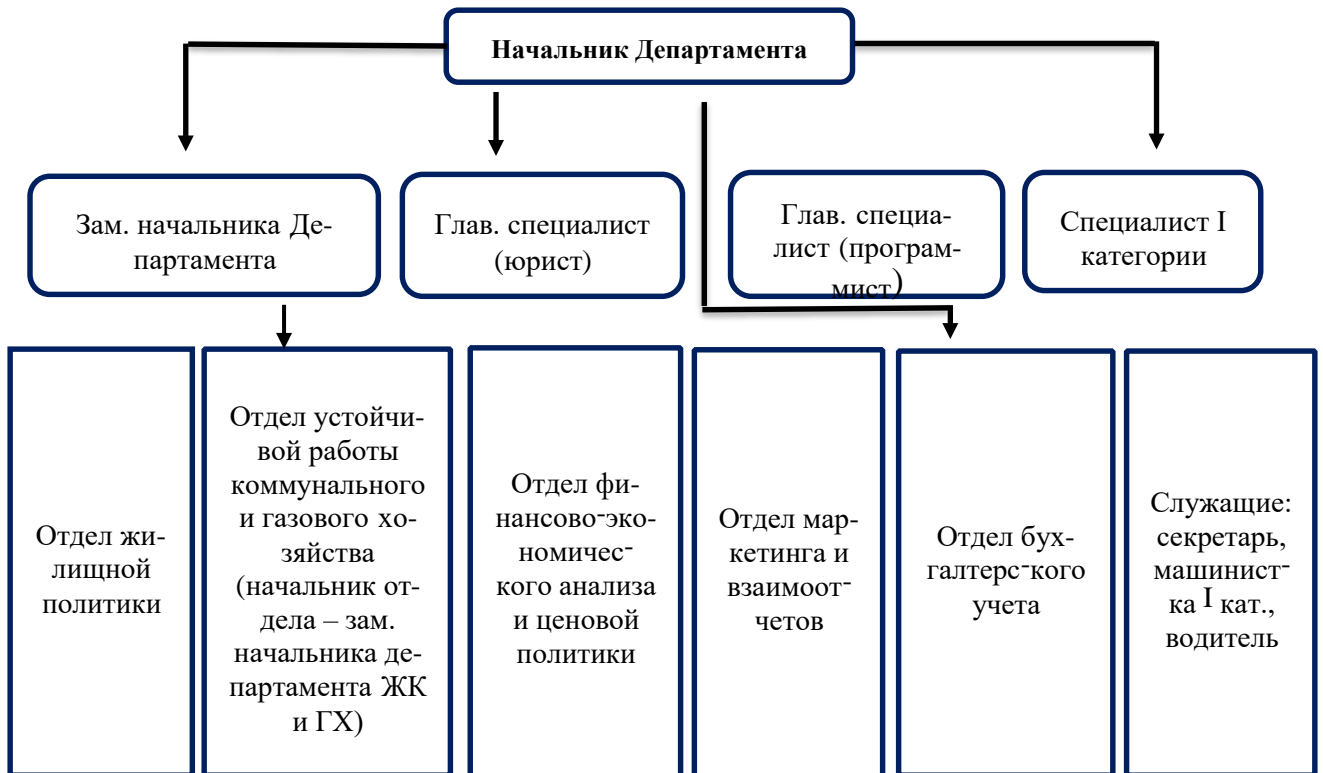 Начальник Департамента
Зам. начальника Де-
партамента
Глав. специалист
(юрист)
Глав. специа-
лист (програм-
мист)
Специалист I
категории
Отдел жи-
лищной
политики
Отдел устойчи-
вой работы
коммунального
и газового хо-
зяйства
(начальник от-
дела – зам.
начальника де-
партамента ЖК
и ГХ)
Отдел фи-
нансово-эко-
номичес-
кого анализа
и ценовой
политики
Отдел мар-
кетинга и
взаимоот-
четов
Отдел бух-
галтерс-кого
учета
Служащие:
секретарь,
машинист-
ка I кат.,
водитель